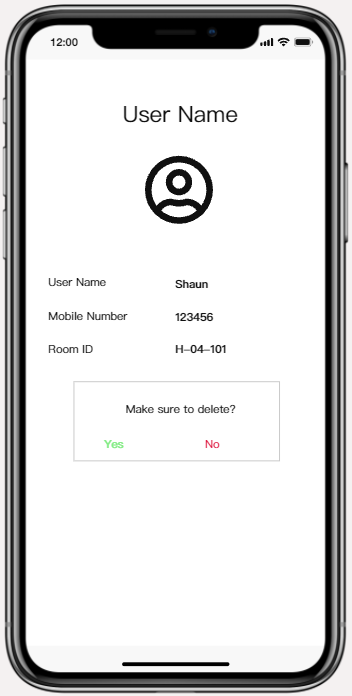 12:00
User Name
User Name Shaun
Mobile Number 123456
Room ID H-04-101
Make sure to delete?
Yes No